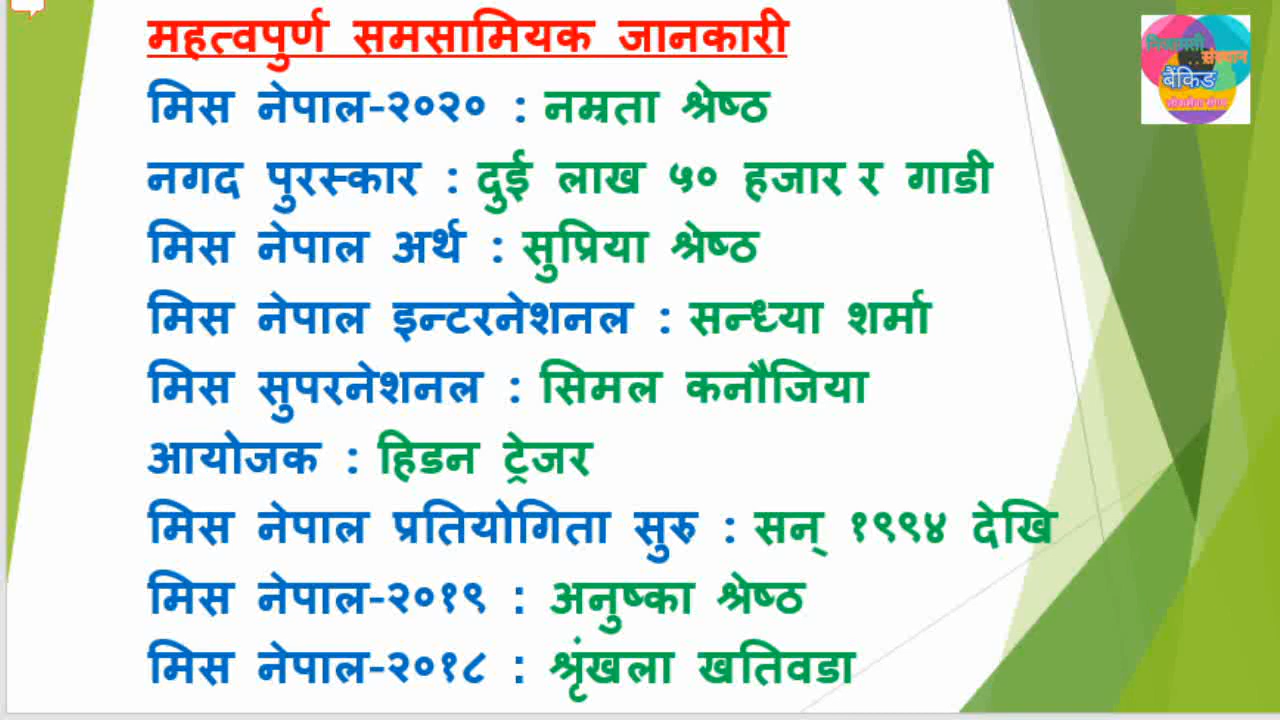 महत्वपुर्ण समसामियक जानकारी
मिस नेपाल-२०२० : नम्रता श्रेष्ठ
नगद पुरस्कार : दुई लाख ५० हजार र गाडी
मिस नेपाल अर्थ : सुप्रिया श्रेष्ठ
मिस नेपाल इन्टरनेशनल : सन्ध्या शर्मा
मिस सुपरनेशनल : सिमल कनौजिया
आयोजक : हिडन ट्रेजर
मिस नेपाल प्रतियोगिता सुरु : सन् १९९४ देखि
मिस नेपाल-२०१९ : अनुष्का श्रेष्ठ
मिस नेपाल-२०१८ : श्रृंखला खतिवडा
संस्थान
बैंकिङ